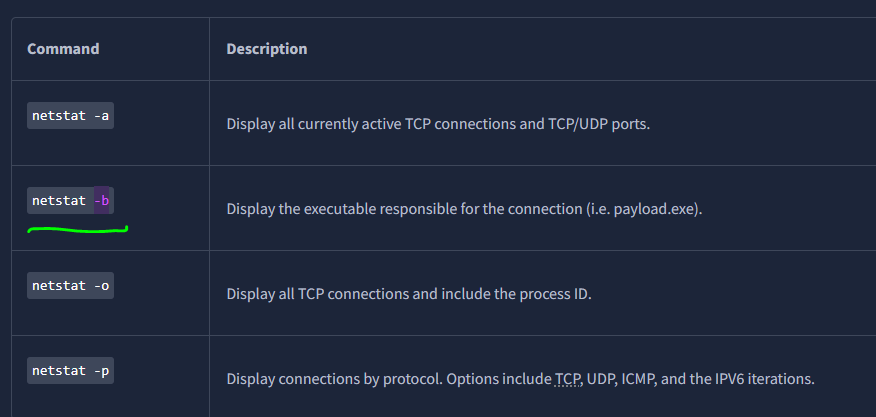 Command Description
netstat -a Display all currently active TCP connections and TCP/UDP ports.
netstat -b Display the executable responsible for the connection (i.e. payload.exe).
netstat -o Display all TCP connections and include the process ID.
netstat -p Display connections by protocol. Options include TCP, UDP, ICMP, and the IPV6 iterations.